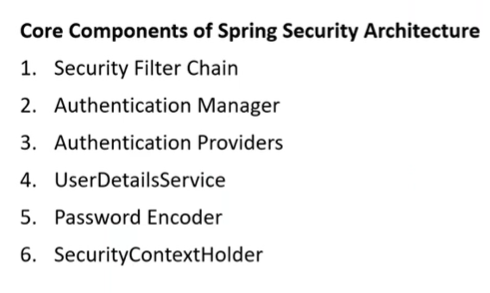 Core Components of Spring Security Architecture
1. Security Filter Chain
2. Authentication Manager
3. Authentication Providers
4. UserDetailsService
5. Password Encoder
6. SecurityContextHolder